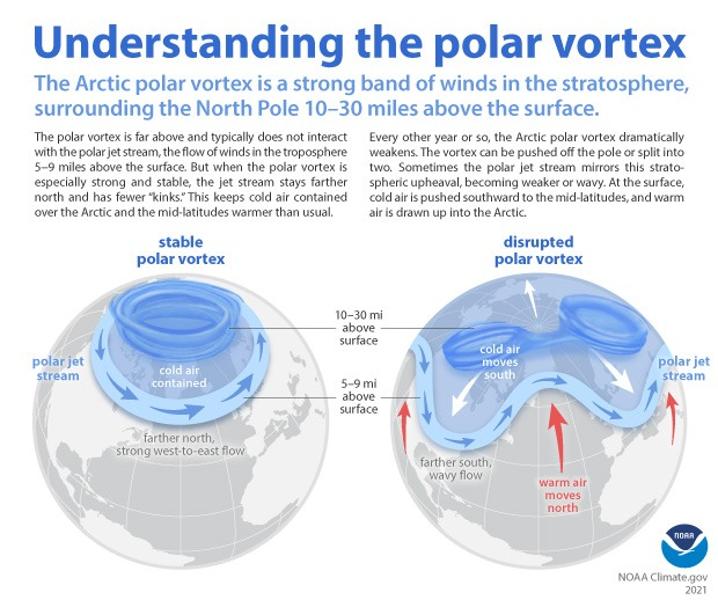 Understanding the polar vortex
The Arctic polar vortex is a strong band of winds in the stratosphere,
surrounding the North Pole 10–30 miles above the surface.
The polar vortex is far above and typically does not interact
with the polar jet stream, the flow of winds in the troposphere
5–9 miles above the surface. But when the polar vortex is
especially strong and stable, the jet stream stays farther
north and has fewer "kinks." This keeps cold air contained
over the Arctic and the mid-latitudes warmer than usual.
Every other year or so, the Arctic polar vortex dramatically
weakens. The vortex can be pushed off the pole or split into
two. Sometimes the polar jet stream mirrors this strato-
spheric upheaval, becoming weaker or wavy. At the surface,
cold air is pushed southward to the mid-latitudes, and warm
air is drawn up into the Arctic.
stable
polar vortex
polar jet
stream
cold air
contained
farther north,
strong west-to-east flow
10–30 mi
above
surface
5–9 mi
above
surface
disrupted
polar vortex
cold air
moves
south
polar jet
stream
farther south,
wavy flow
warm air
moves
north
NOAA
NOAA Climate.gov
2021